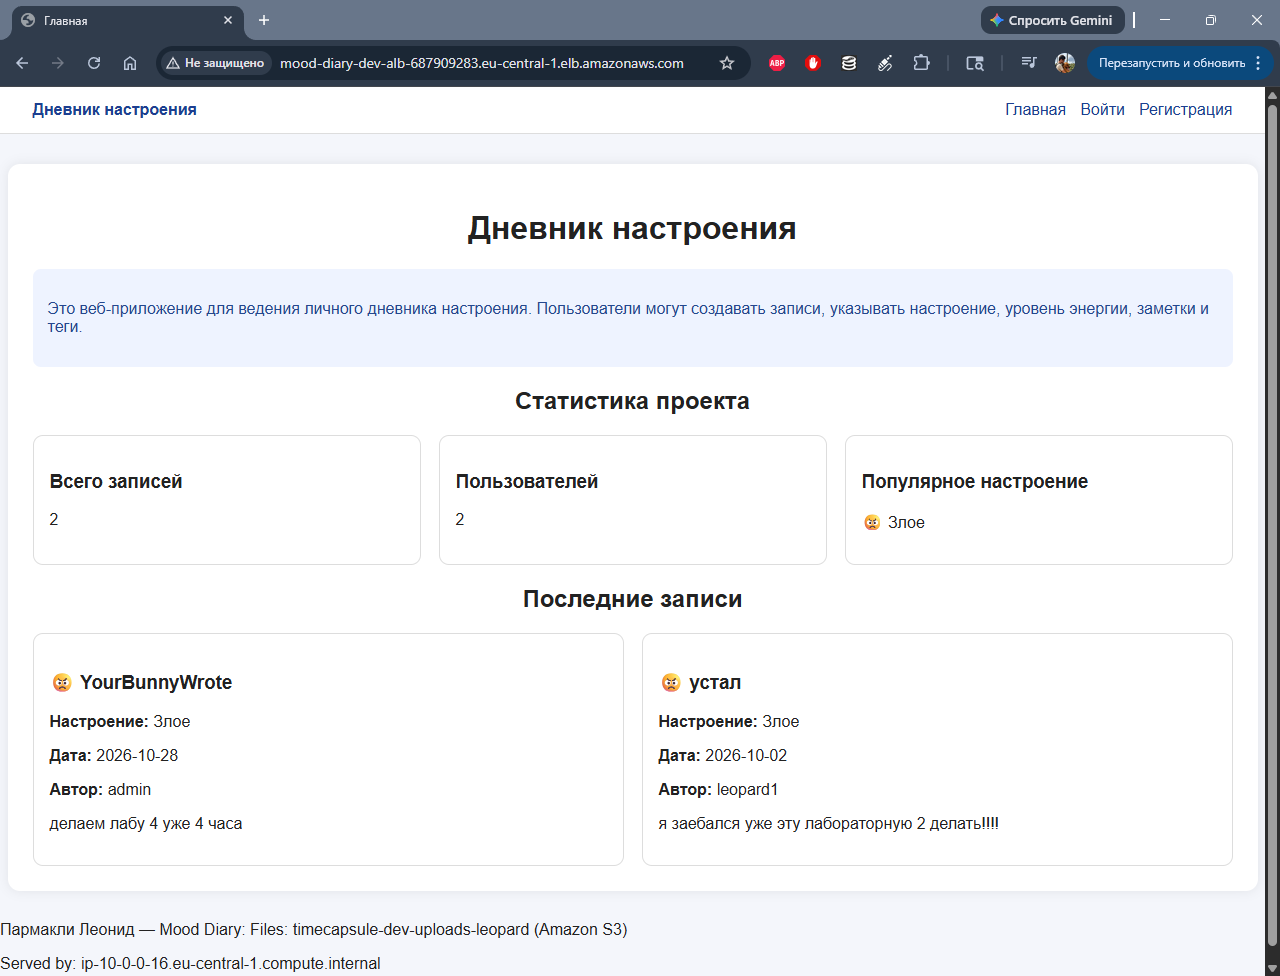 Главная
Спросить Gemini
Не защищено
mood-diary-dev-alb-687909283.eu-central-1.elb.amazonaws.com
ABP
Перезапустить и обновить
Дневник настроения
Главная Войти Регистрация
Дневник настроения
Это веб-приложение для ведения личного дневника настроения. Пользователи могут создавать записи, указывать настроение, уровень энергии, заметки и
теги.
Статистика проекта
Всего записей
2
Пользователей
2
Популярное настроение
😡 Злое
Последние записи
😡 YourBunnyWrote
Настроение: Злое
Дата: 2026-10-28
Автор: admin
делаем лабу 4 уже 4 часа
😡 устал
Настроение: Злое
Дата: 2026-10-02
Автор: leopard1
я заебался уже эту лабораторную 2 делать!!!!
Пармакли Леонид — Mood Diary: Files: timecapsule-dev-uploads-leopard (Amazon S3)
Served by: ip-10-0-0-16.eu-central-1.compute.internal